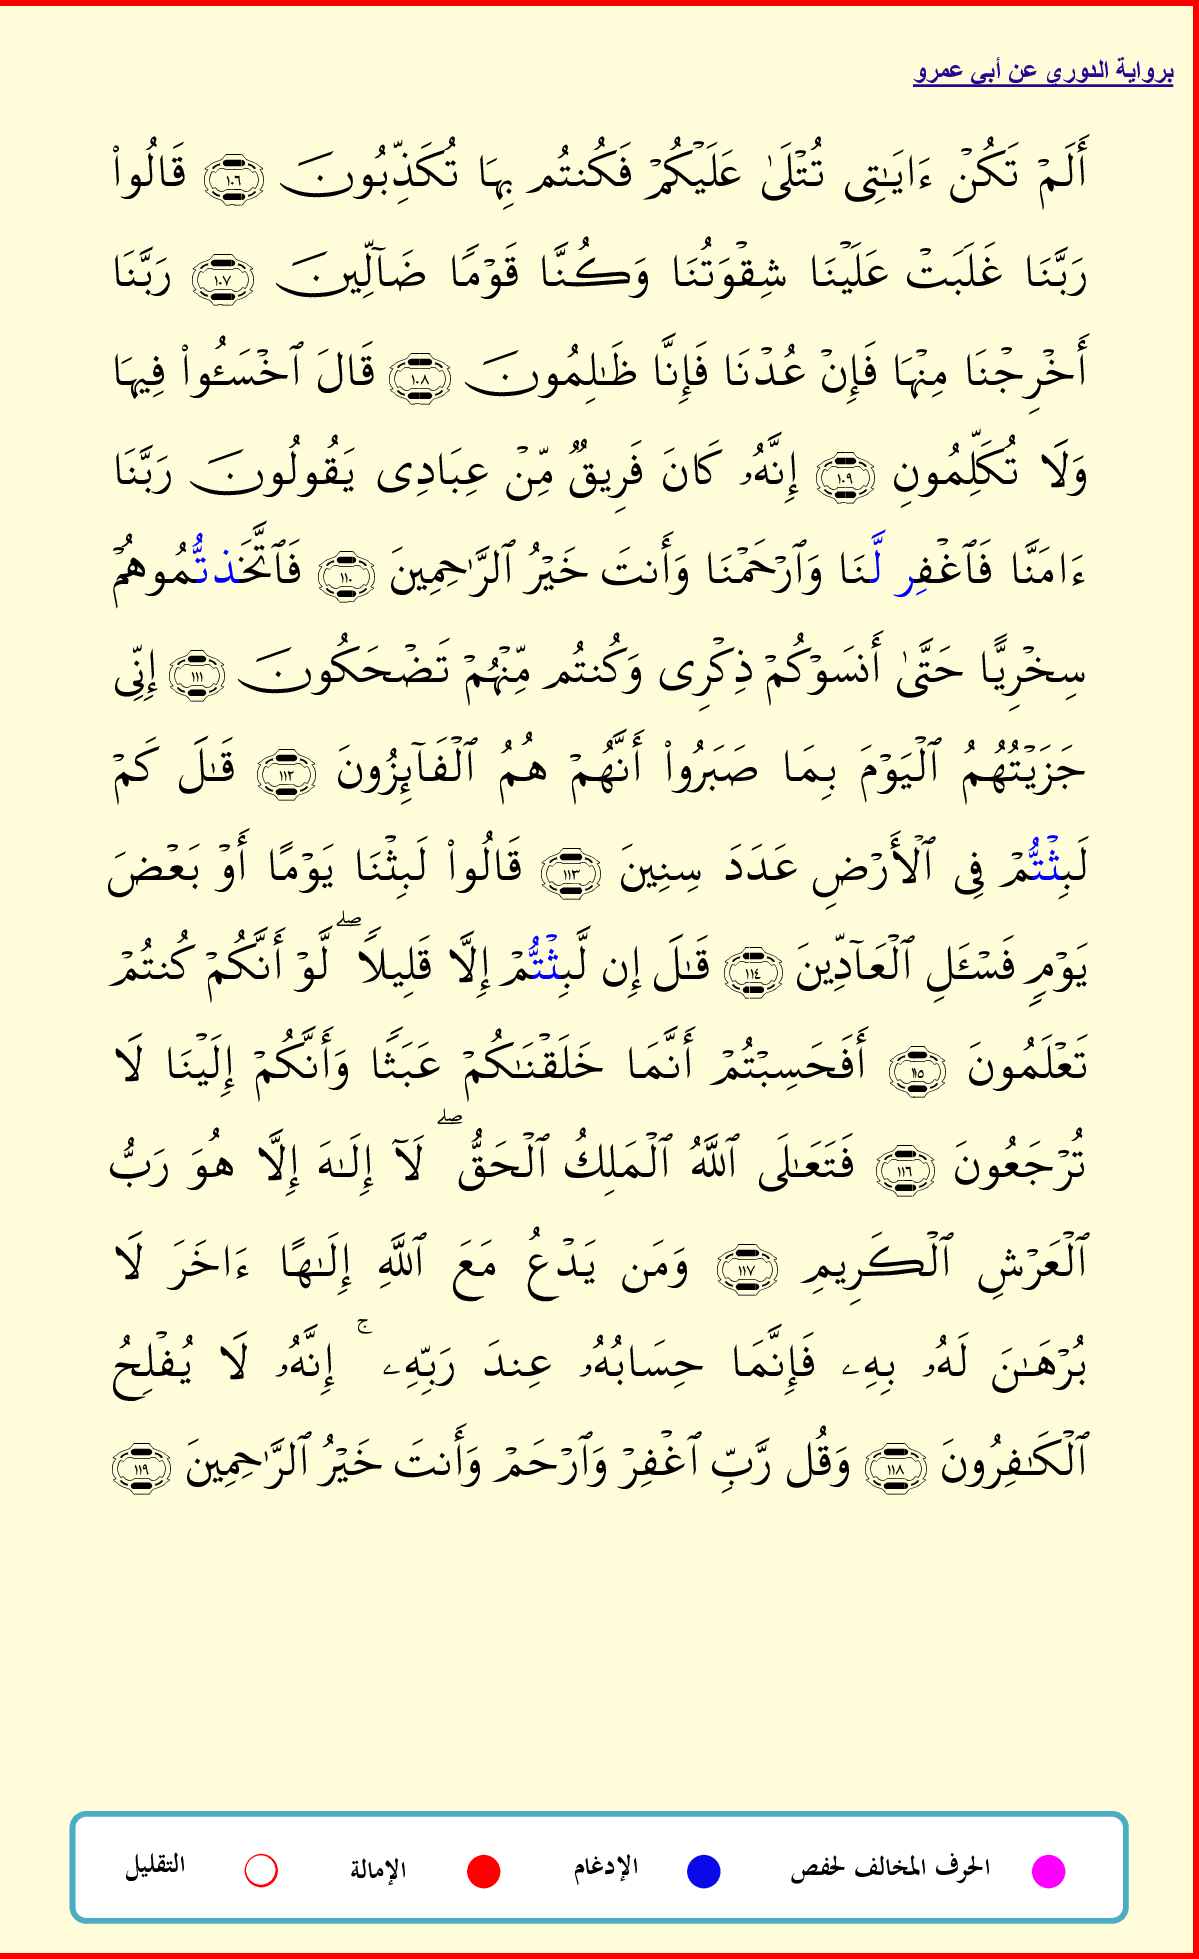 برواية الدوري عن أبي عمرو
أَلَمْ تَكُنْ ءَايَٰتِى تُتْلَىٰ عَلَيْكُمْ فَكُنتُم بِهَا تُكَذِّبُونَ ١٠٦ قَالُوا۟
رَبَّنَا غَلَبَتْ عَلَيْنَا شِقْوَتُنَا وَكُنَّا قَوْمًا ضَآلِّينَ ١٠٧ رَبَّنَا
أَخْرِجْنَا مِنْهَا فَإِنْ عُدْنَا فَإِنَّا ظَٰلِمُونَ ١٠٨ قَالَ ٱخْسَـُٔوا۟ فِيهَا
وَلَا تُكَلِّمُونِ ١٠٩ إِنَّهُۥ كَانَ فَرِيقٌ مِّنْ عِبَادِى يَقُولُونَ رَبَّنَا
ءَامَنَّا فَٱغْفِر لَّنَا وَٱرْحَمْنَا وَأَنتَ خَيْرُ ٱلرَّٰحِمِينَ ١١٠ فَٱتَّخَذتُّمُوهُمْ
سِخْرِيًّا حَتَّىٰ أَنسَوْكُمْ ذِكْرِى وَكُنتُم مِّنْهُمْ تَضْحَكُونَ ١١١ إِنِّى
جَزَيْتُهُمُ ٱلْيَوْمَ بِمَا صَبَرُوا۟ أَنَّهُمْ هُمُ ٱلْفَآئِزُونَ ١١٢ قَٰلَ كَمْ
لَبِثْتُّمْ فِى ٱلْأَرْضِ عَدَدَ سِنِينَ ١١٣ قَالُوا۟ لَبِثْنَا يَوْمًا أَوْ بَعْضَ
يَوْمٍ فَسْـَٔلِ ٱلْعَآدِّينَ ١١٤ قَٰلَ إِن لَّبِثْتُّمْ إِلَّا قَلِيلًا ۖ لَّوْ أَنَّكُمْ كُنتُمْ
تَعْلَمُونَ ١١٥ أَفَحَسِبْتُمْ أَنَّمَا خَلَقْنَٰكُمْ عَبَثًا وَأَنَّكُمْ إِلَيْنَا لَا
تُرْجَعُونَ ١١٦ فَتَعَٰلَى ٱللَّهُ ٱلْمَلِكُ ٱلْحَقُّ ۖ لَآ إِلَٰهَ إِلَّا هُوَ رَبُّ
ٱلْعَرْشِ ٱلْكَرِيمِ ١١٧ وَمَن يَدْعُ مَعَ ٱللَّهِ إِلَٰهًا ءَاخَرَ لَا
بُرْهَٰنَ لَهُۥ بِهِۦ فَإِنَّمَا حِسَابُهُۥ عِندَ رَبِّهِۦ ۚ إِنَّهُۥ لَا يُفْلِحُ
ٱلْكَٰفِرُونَ ١١٨ وَقُل رَّبِّ ٱغْفِرْ وَٱرْحَمْ وَأَنتَ خَيْرُ ٱلرَّٰحِمِينَ ١١٩
الحرف المخالف لحفص الإدغام الإمالة التقليل